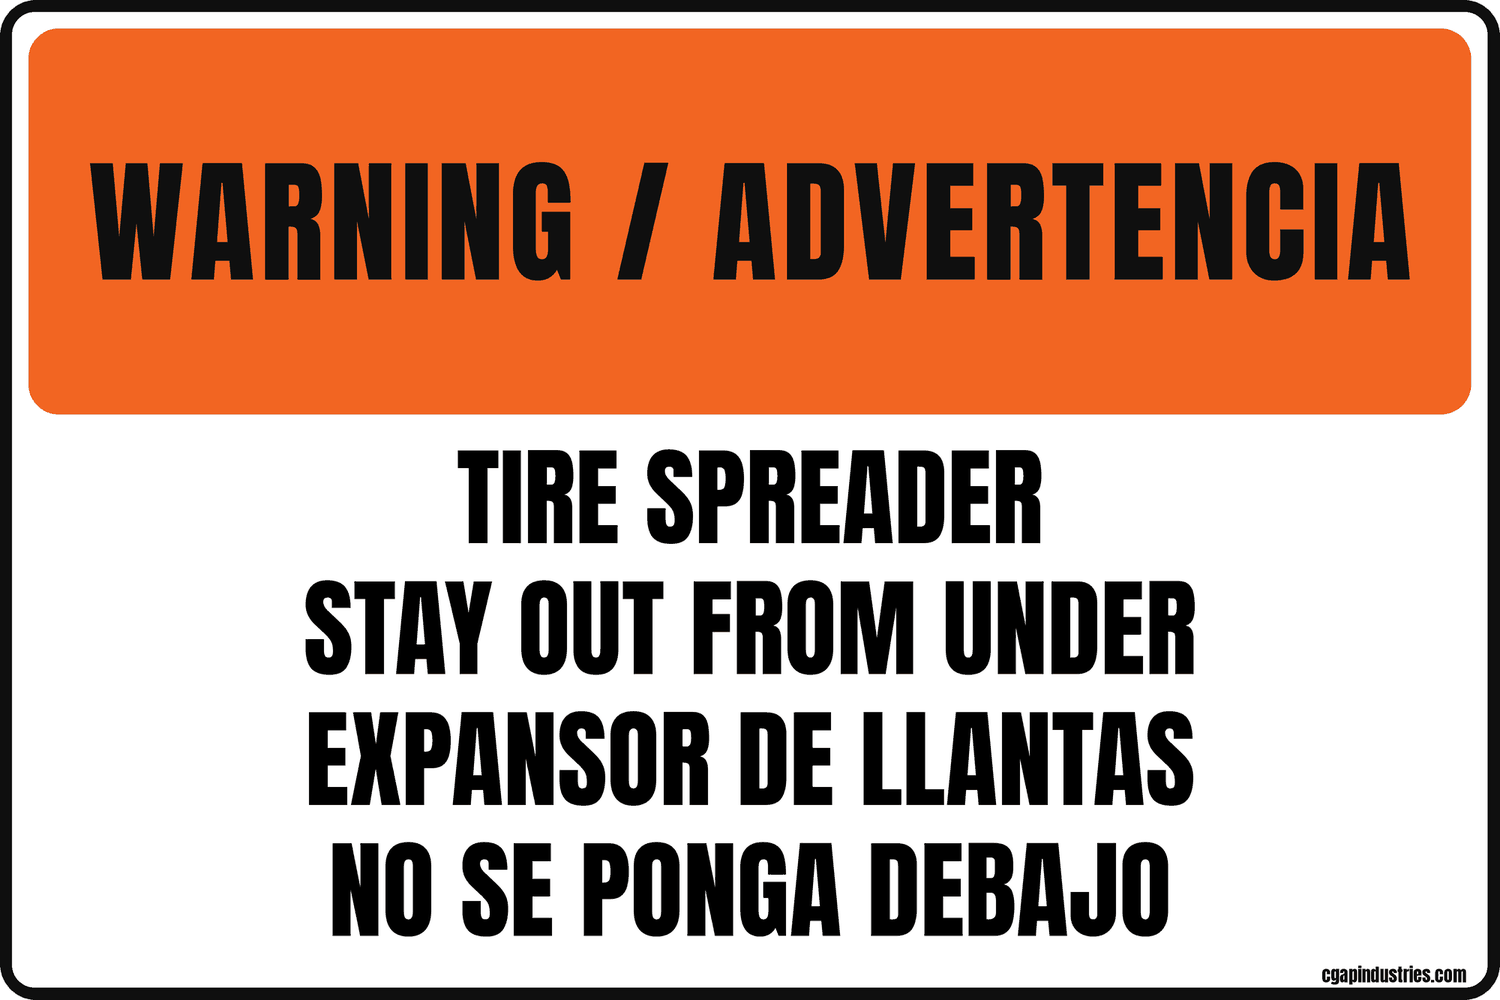 WARNING / ADVERTENCIA
TIRE SPREADER
STAY OUT FROM UNDER
EXPANSOR DE LLANTAS
NO SE PONGA DEBAJO
cgapindustries.com